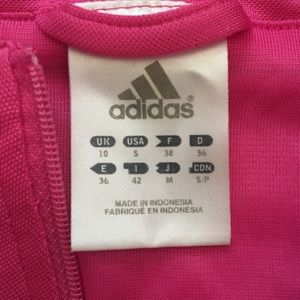 adidas®
UK USA F D
10 S 38 36
E I J CDN
36 42 M S/P
MADE IN INDONESIA
FABRIQUÉ EN INDONESIA